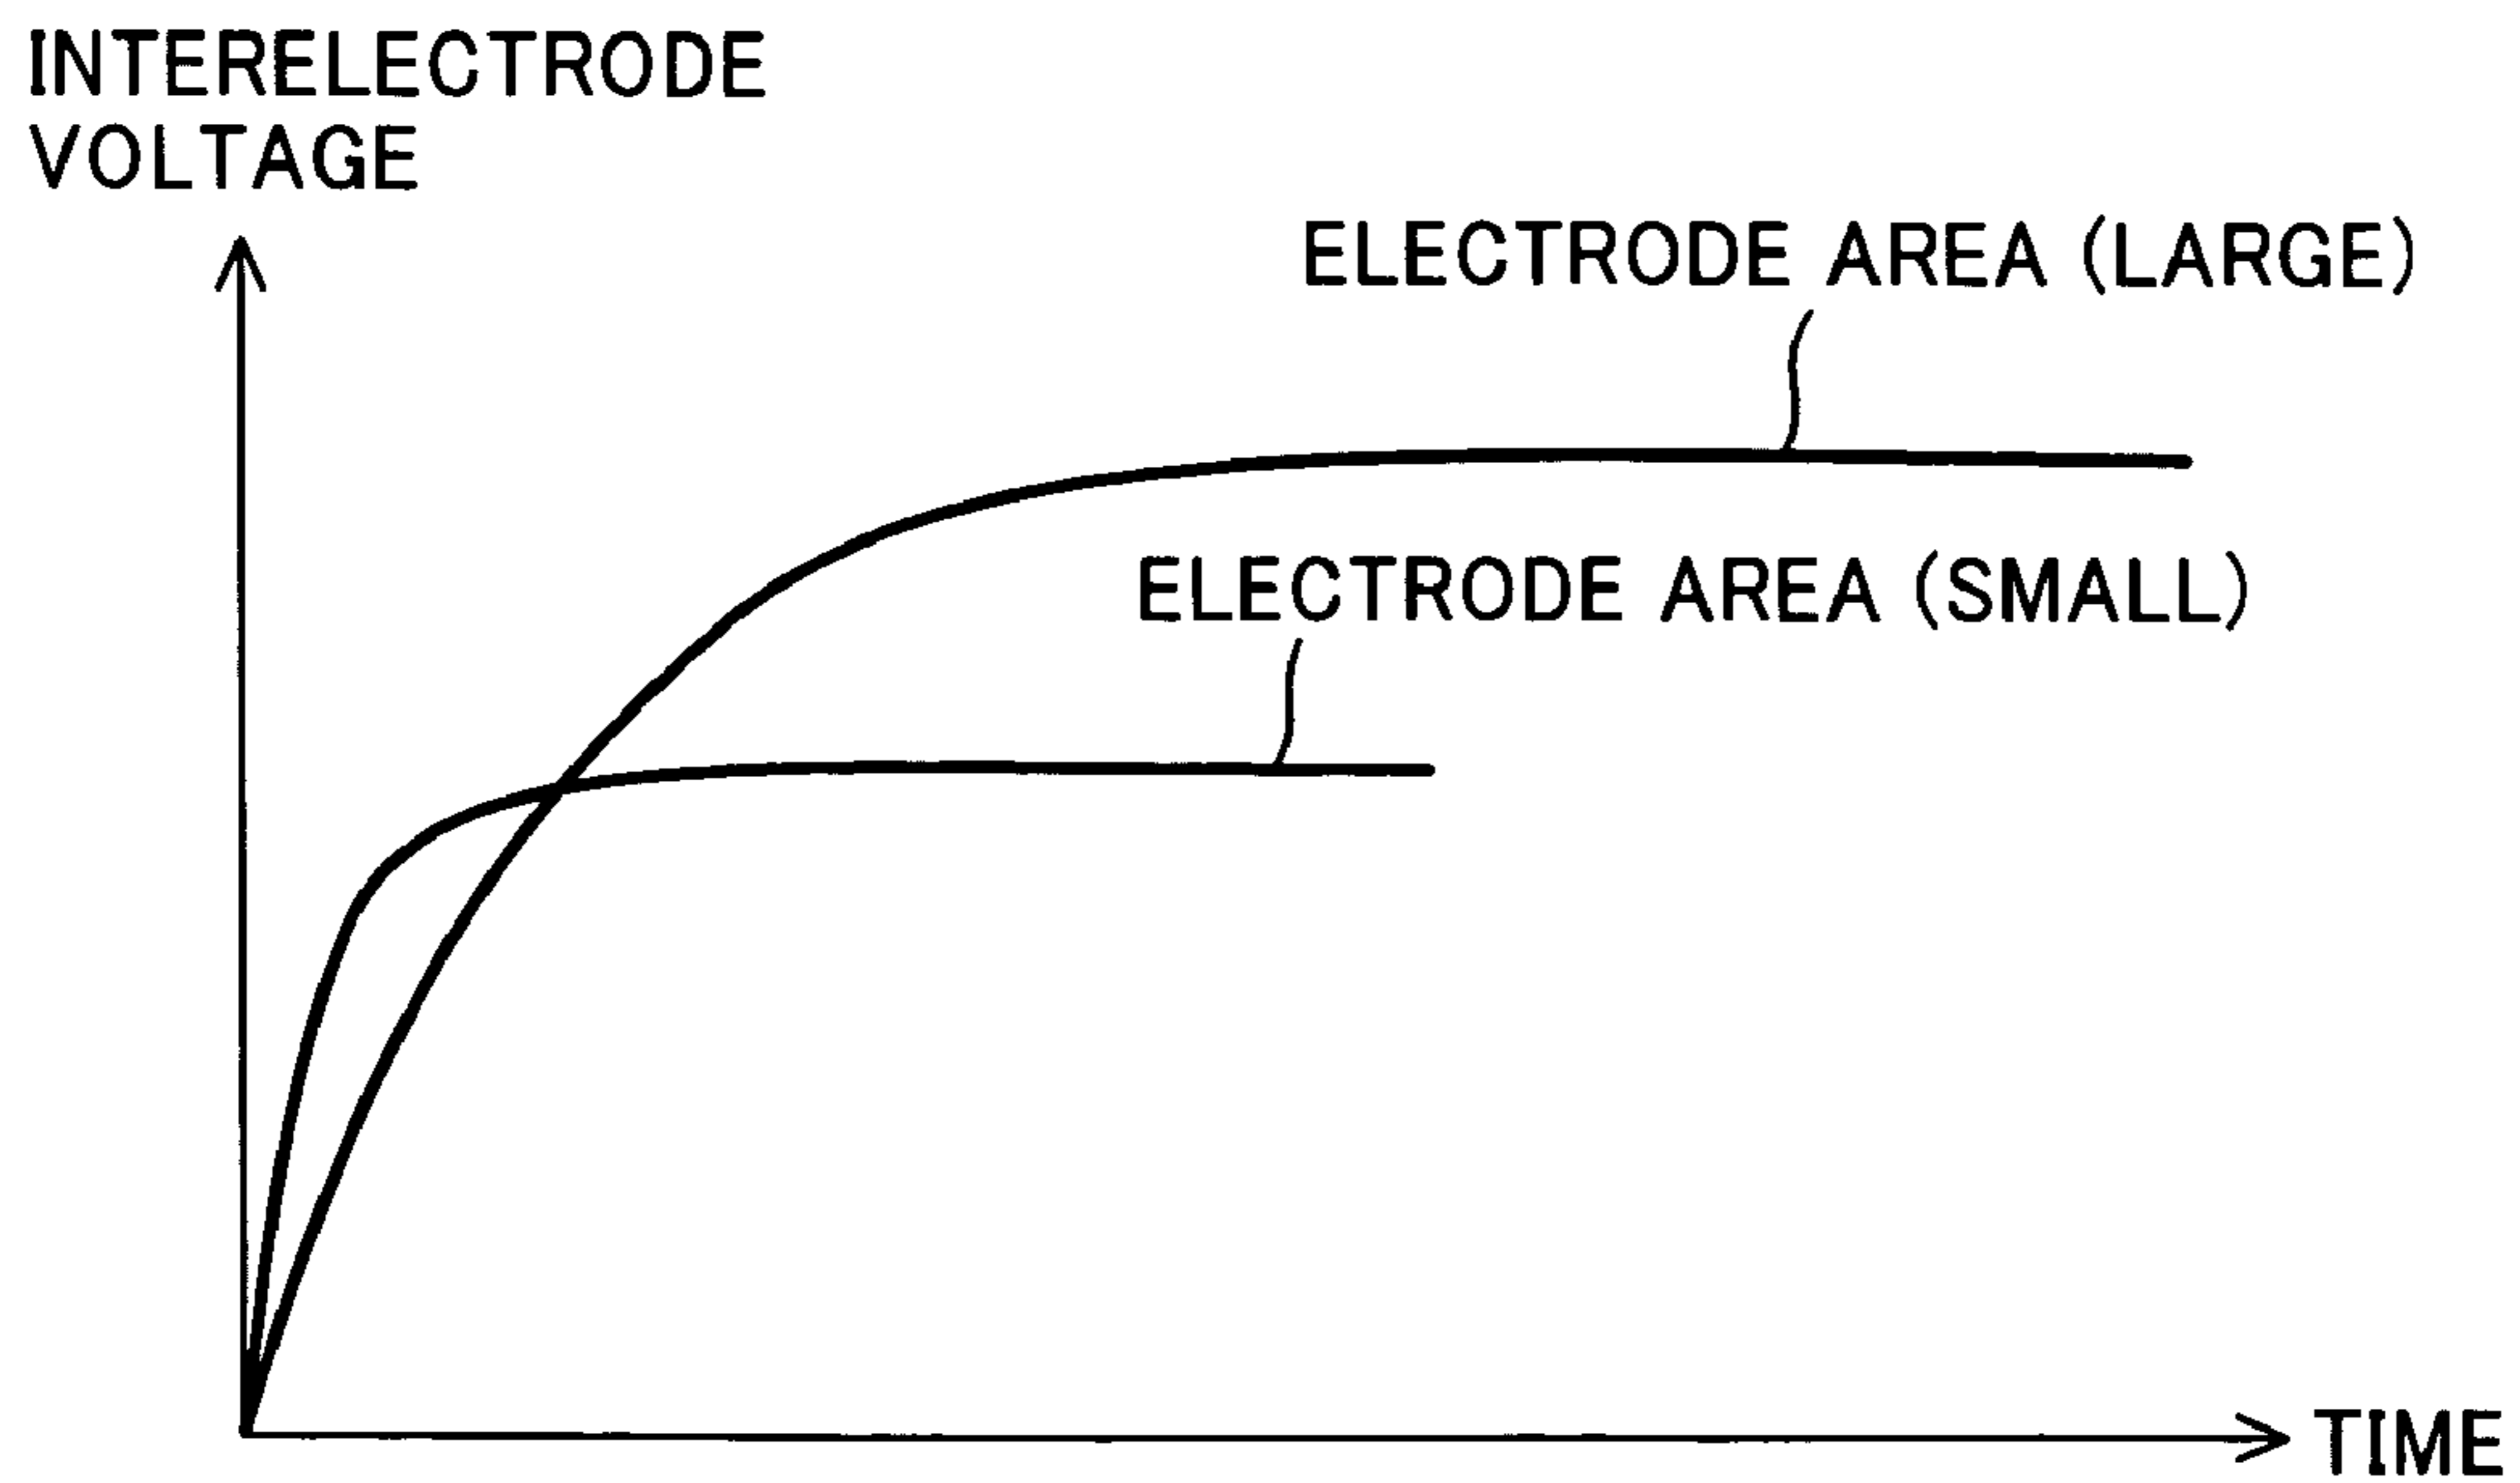 INTERELECTRODE
VOLTAGE
ELECTRODE AREA (LARGE)
ELECTRODE AREA (SMALL)
TIME